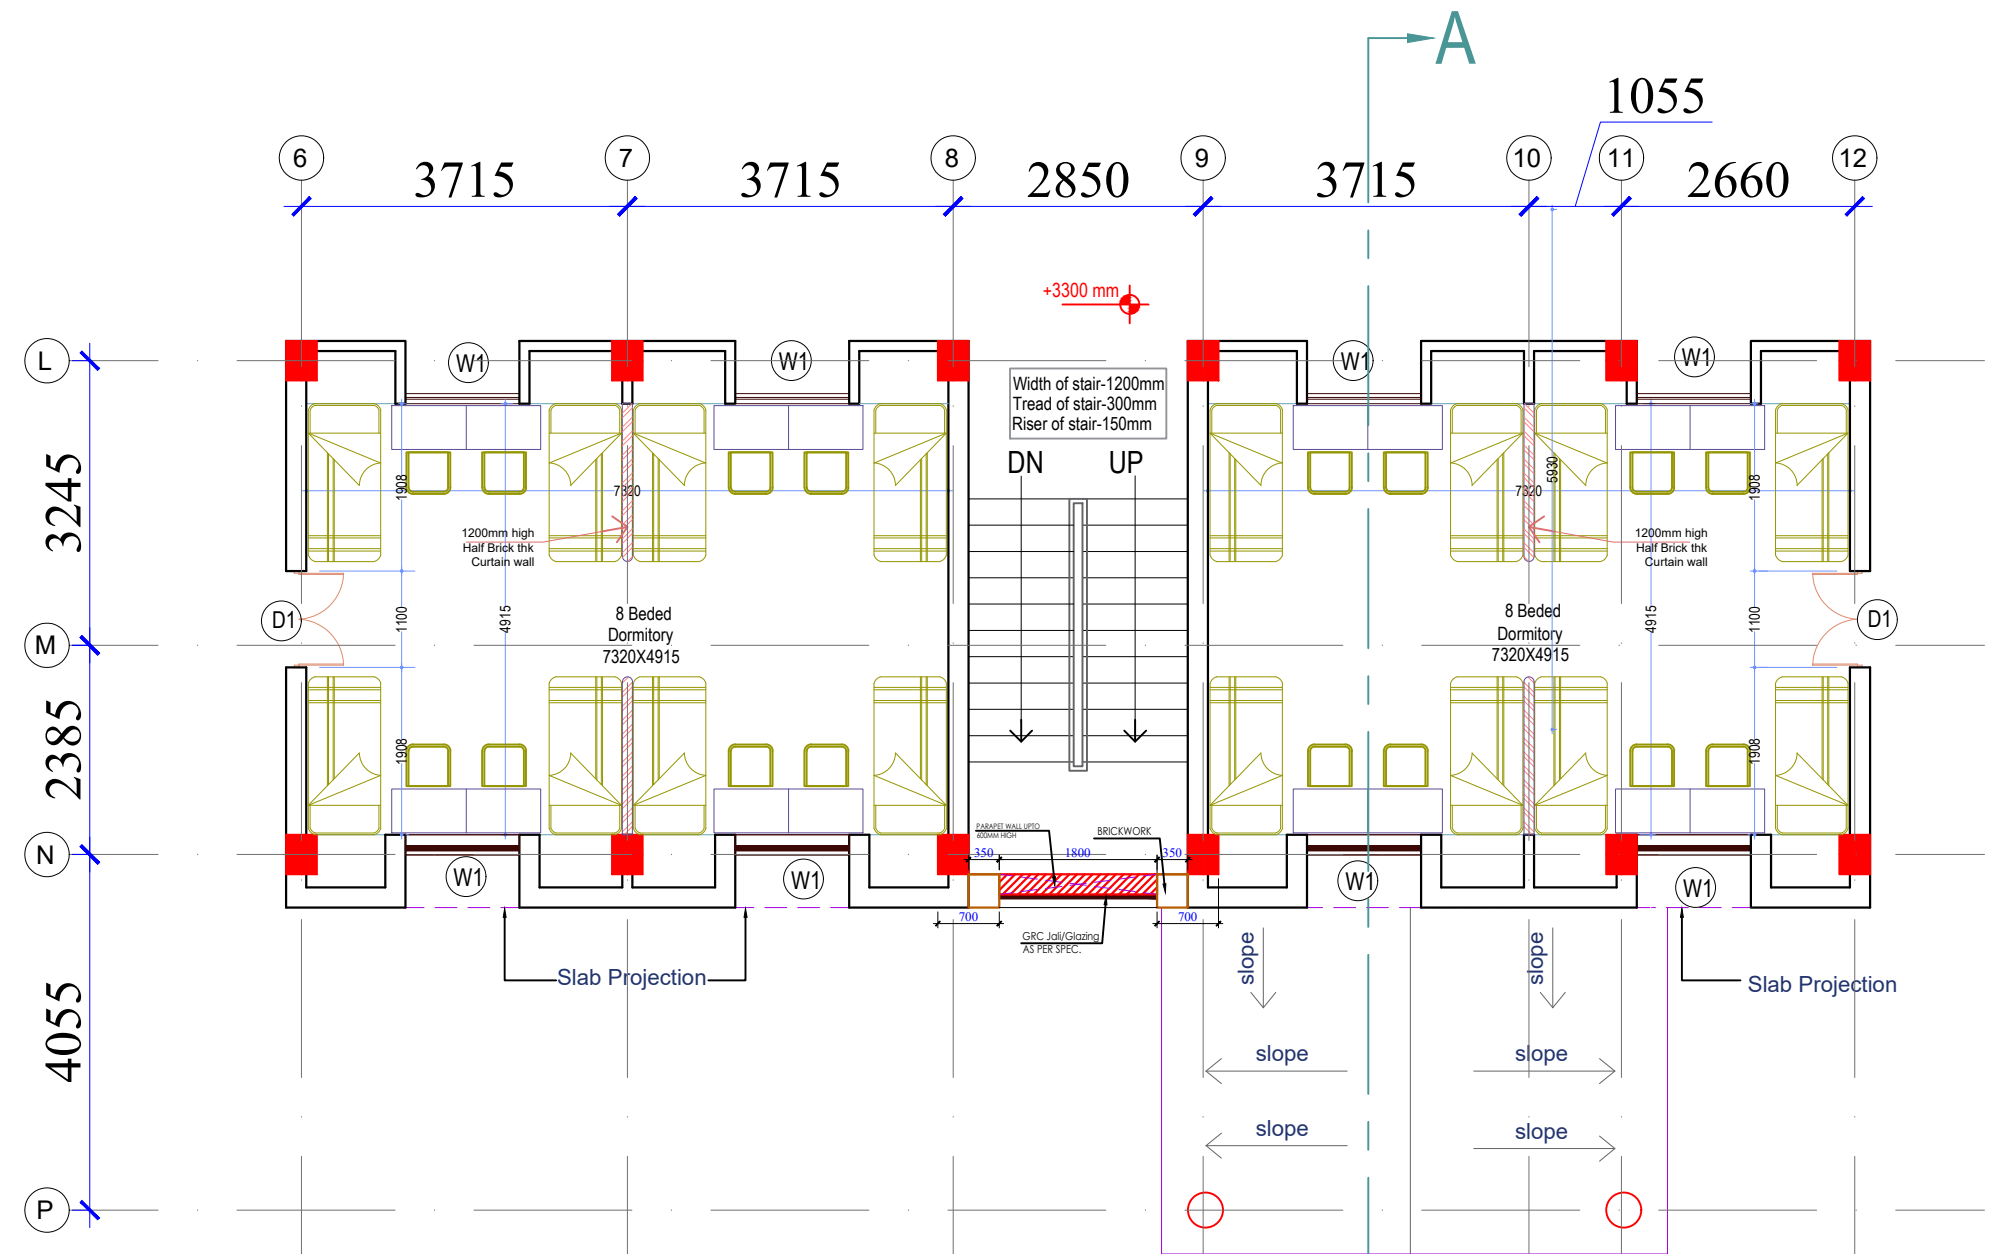 A
1055
6
7
8
9
10
11
12
3715
3715
2850
3715
2660
+3300 mm
L
W1
W1
W1
W1
Width of stair-1200mm
Tread of stair-300mm
Riser of stair-150mm
DN
UP
3245
1908
7320
7320
5930
1908
1200mm high
Half Brick thk
Curtain wall
1200mm high
Half Brick thk
Curtain wall
D1
1100
4915
8 Beded
Dormitory
7320X4915
8 Beded
Dormitory
7320X4915
4915
1100
D1
M
2385
1908
1908
PARAPET WALL UPTO
600MM HIGH
BRICKWORK
N
350
1800
350
W1
W1
W1
W1
700
700
GRC Jali/Glazing
AS PER SPEC.
Slab Projection
slope
slope
Slab Projection
4055
slope
slope
slope
slope
P